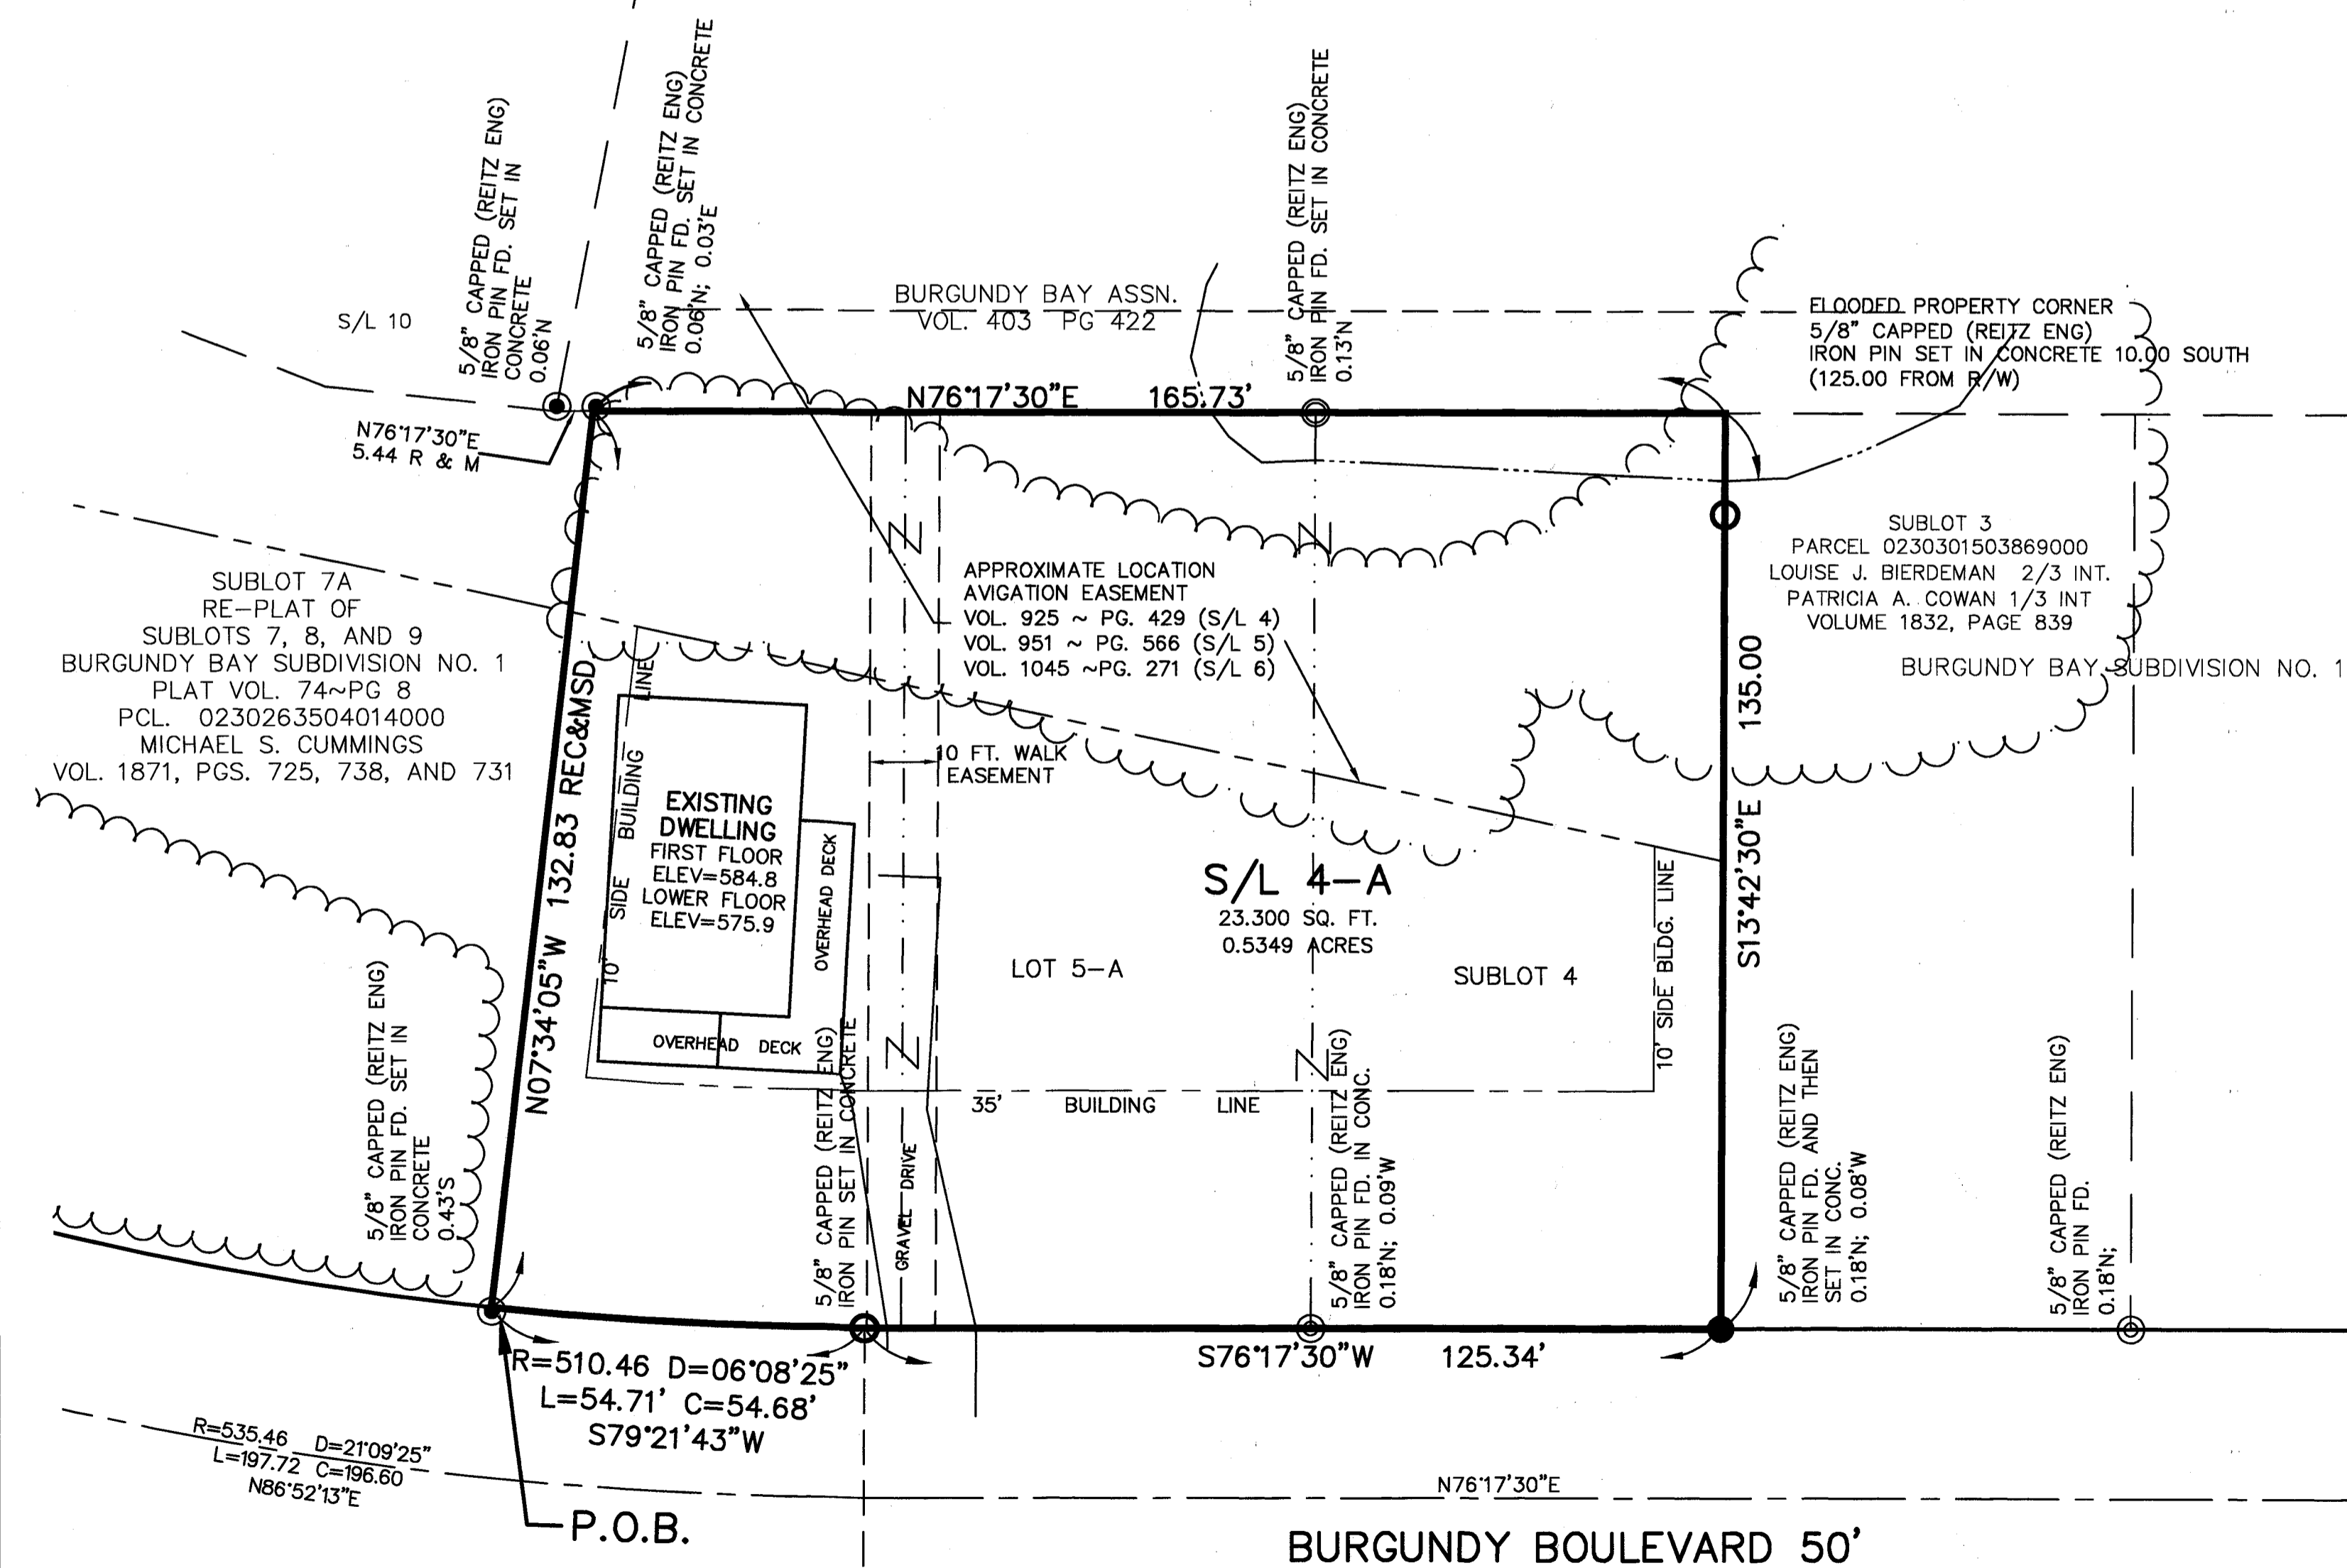 5/8" CAPPED (REITZ ENG)
IRON PIN FD. SET IN
CONCRETE
0.06'N
5/8" CAPPED (REITZ ENG)
IRON PIN FD. SET IN CONCRETE
0.06'N; 0.03'E
5/8" CAPPED (REITZ ENG)
IRON PIN FD. SET IN CONCRETE
0.13'N
S/L 10
BURGUNDY BAY ASSN.
VOL. 403 PG 422
FLOODED PROPERTY CORNER
5/8" CAPPED (REITZ ENG)
IRON PIN SET IN CONCRETE 10.00 SOUTH
(125.00 FROM R/W)
N76°17'30"E 165.73'
N76°17'30"E
5.44 R & M
SUBLOT 7A
RE-PLAT OF
SUBLOTS 7, 8, AND 9
BURGUNDY BAY SUBDIVISION NO. 1
PLAT VOL. 74~PG 8
PCL. 0230263504014000
MICHAEL S. CUMMINGS
VOL. 1871, PGS. 725, 738, AND 731
N07°34'05"W 132.83 REC&MSD
10' SIDE BUILDING LINE
APPROXIMATE LOCATION
AVIGATION EASEMENT
VOL. 925 ~ PG. 429 (S/L 4)
VOL. 951 ~ PG. 566 (S/L 5)
VOL. 1045 ~PG. 271 (S/L 6)
SUBLOT 3
PARCEL 0230301503869000
LOUISE J. BIERDEMAN 2/3 INT.
PATRICIA A. COWAN 1/3 INT
VOLUME 1832, PAGE 839
BURGUNDY BAY SUBDIVISION NO. 1
S13°42'30"E 135.00
10 FT. WALK
EASEMENT
EXISTING
DWELLING
FIRST FLOOR
ELEV=584.8
LOWER FLOOR
ELEV=575.9
OVERHEAD DECK
OVERHEAD DECK
S/L 4-A
23.300 SQ. FT.
0.5349 ACRES
LOT 5-A
SUBLOT 4
10' SIDE BLDG. LINE
35' BUILDING LINE
GRAVEL DRIVE
5/8" CAPPED (REITZ ENG)
IRON PIN FD. SET IN
CONCRETE
0.43'S
5/8" CAPPED (REITZ ENG)
IRON PIN SET IN CONCRETE
5/8" CAPPED (REITZ ENG)
IRON PIN FD. IN CONC.
0.18'N; 0.09'W
5/8" CAPPED (REITZ ENG)
IRON PIN FD. AND THEN
SET IN CONC.
0.18'N; 0.08'W
5/8" CAPPED (REITZ ENG)
IRON PIN FD.
0.18'N;
R=510.46 D=06°08'25"
L=54.71' C=54.68'
S79°21'43"W
S76°17'30"W 125.34'
R=535.46 D=21°09'25"
L=197.72 C=196.60
N86°52'13"E
N76°17'30"E
P.O.B.
BURGUNDY BOULEVARD 50'